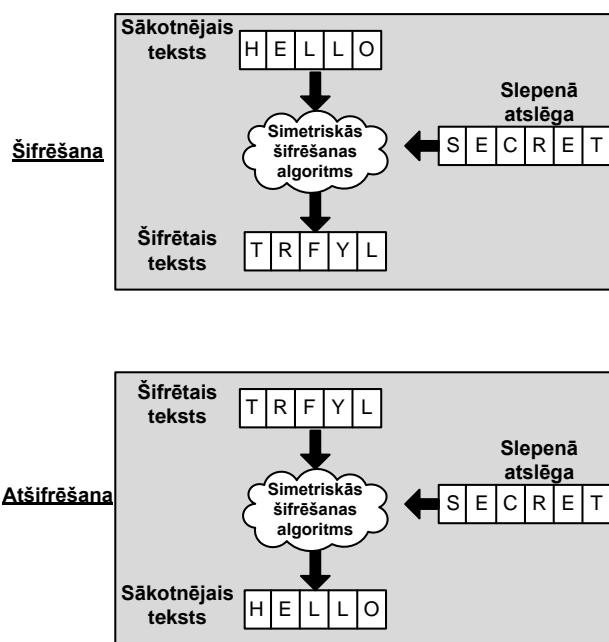 Sākotnējais
teksts
H E L L O
Slepenā
atslēga
Simetriskās
šifrēšanas
algoritms
S E C R E T
Šifrēšana
Šifrētais
teksts
T R F Y L
Šifrētais
teksts
T R F Y L
Slepenā
atslēga
Simetriskās
šifrēšanas
algoritms
S E C R E T
Atšifrēšana
Sākotnējais
teksts
H E L L O